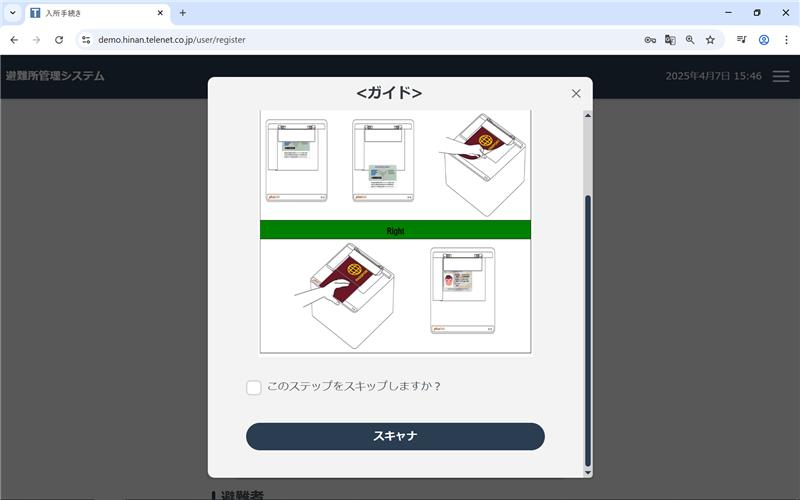 入所手続き
demo.hinan.telenet.co.jp/user/register
避難所管理システム
2025年4月7日 15:46
<ガイド>
Right
このステップをスキップしますか？
スキャナ
避難者